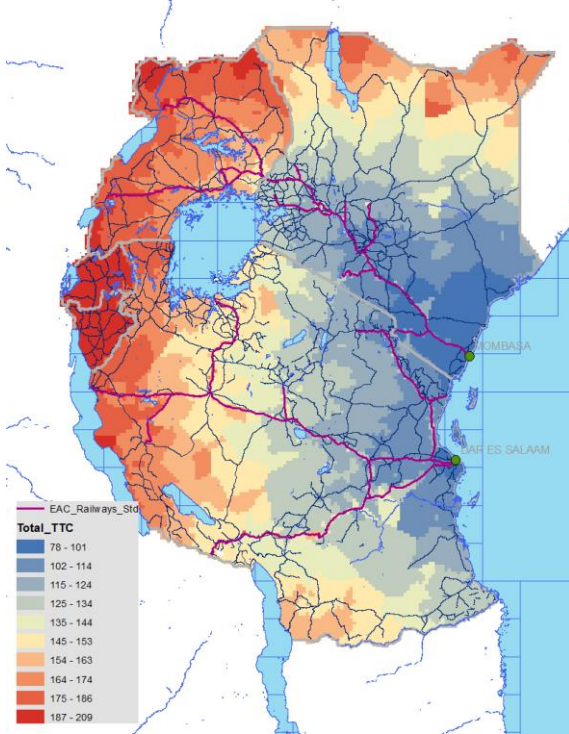 MOMBASA
DAR ES SALAAM
EAC_Railways_Std
Total_TTC
78 - 101
102 - 114
115 - 124
125 - 134
135 - 144
145 - 153
154 - 163
164 - 174
175 - 186
187 - 209